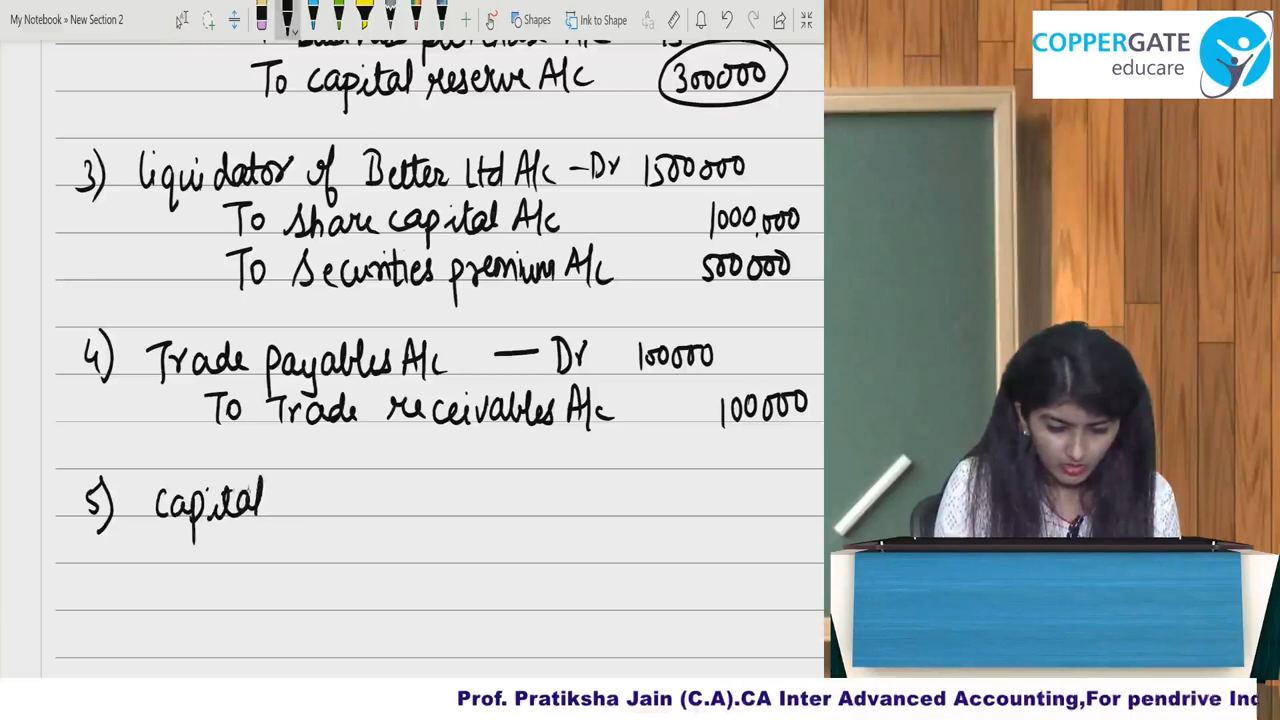 My Notebook » New Section 2
Shapes
Ink to Shape
COPPERGATE
educare
To capital reserve A/c 300000
3) Liquidator of Better Ltd A/c - Dr 1500000
To share capital A/c 1000,000
To Securities premium A/c 500000
4) Trade payables A/c — Dr 100000
To Trade receivables A/c 100000
5) Capital
Prof. Pratiksha Jain (C.A).CA Inter Advanced Accounting,For pendrive